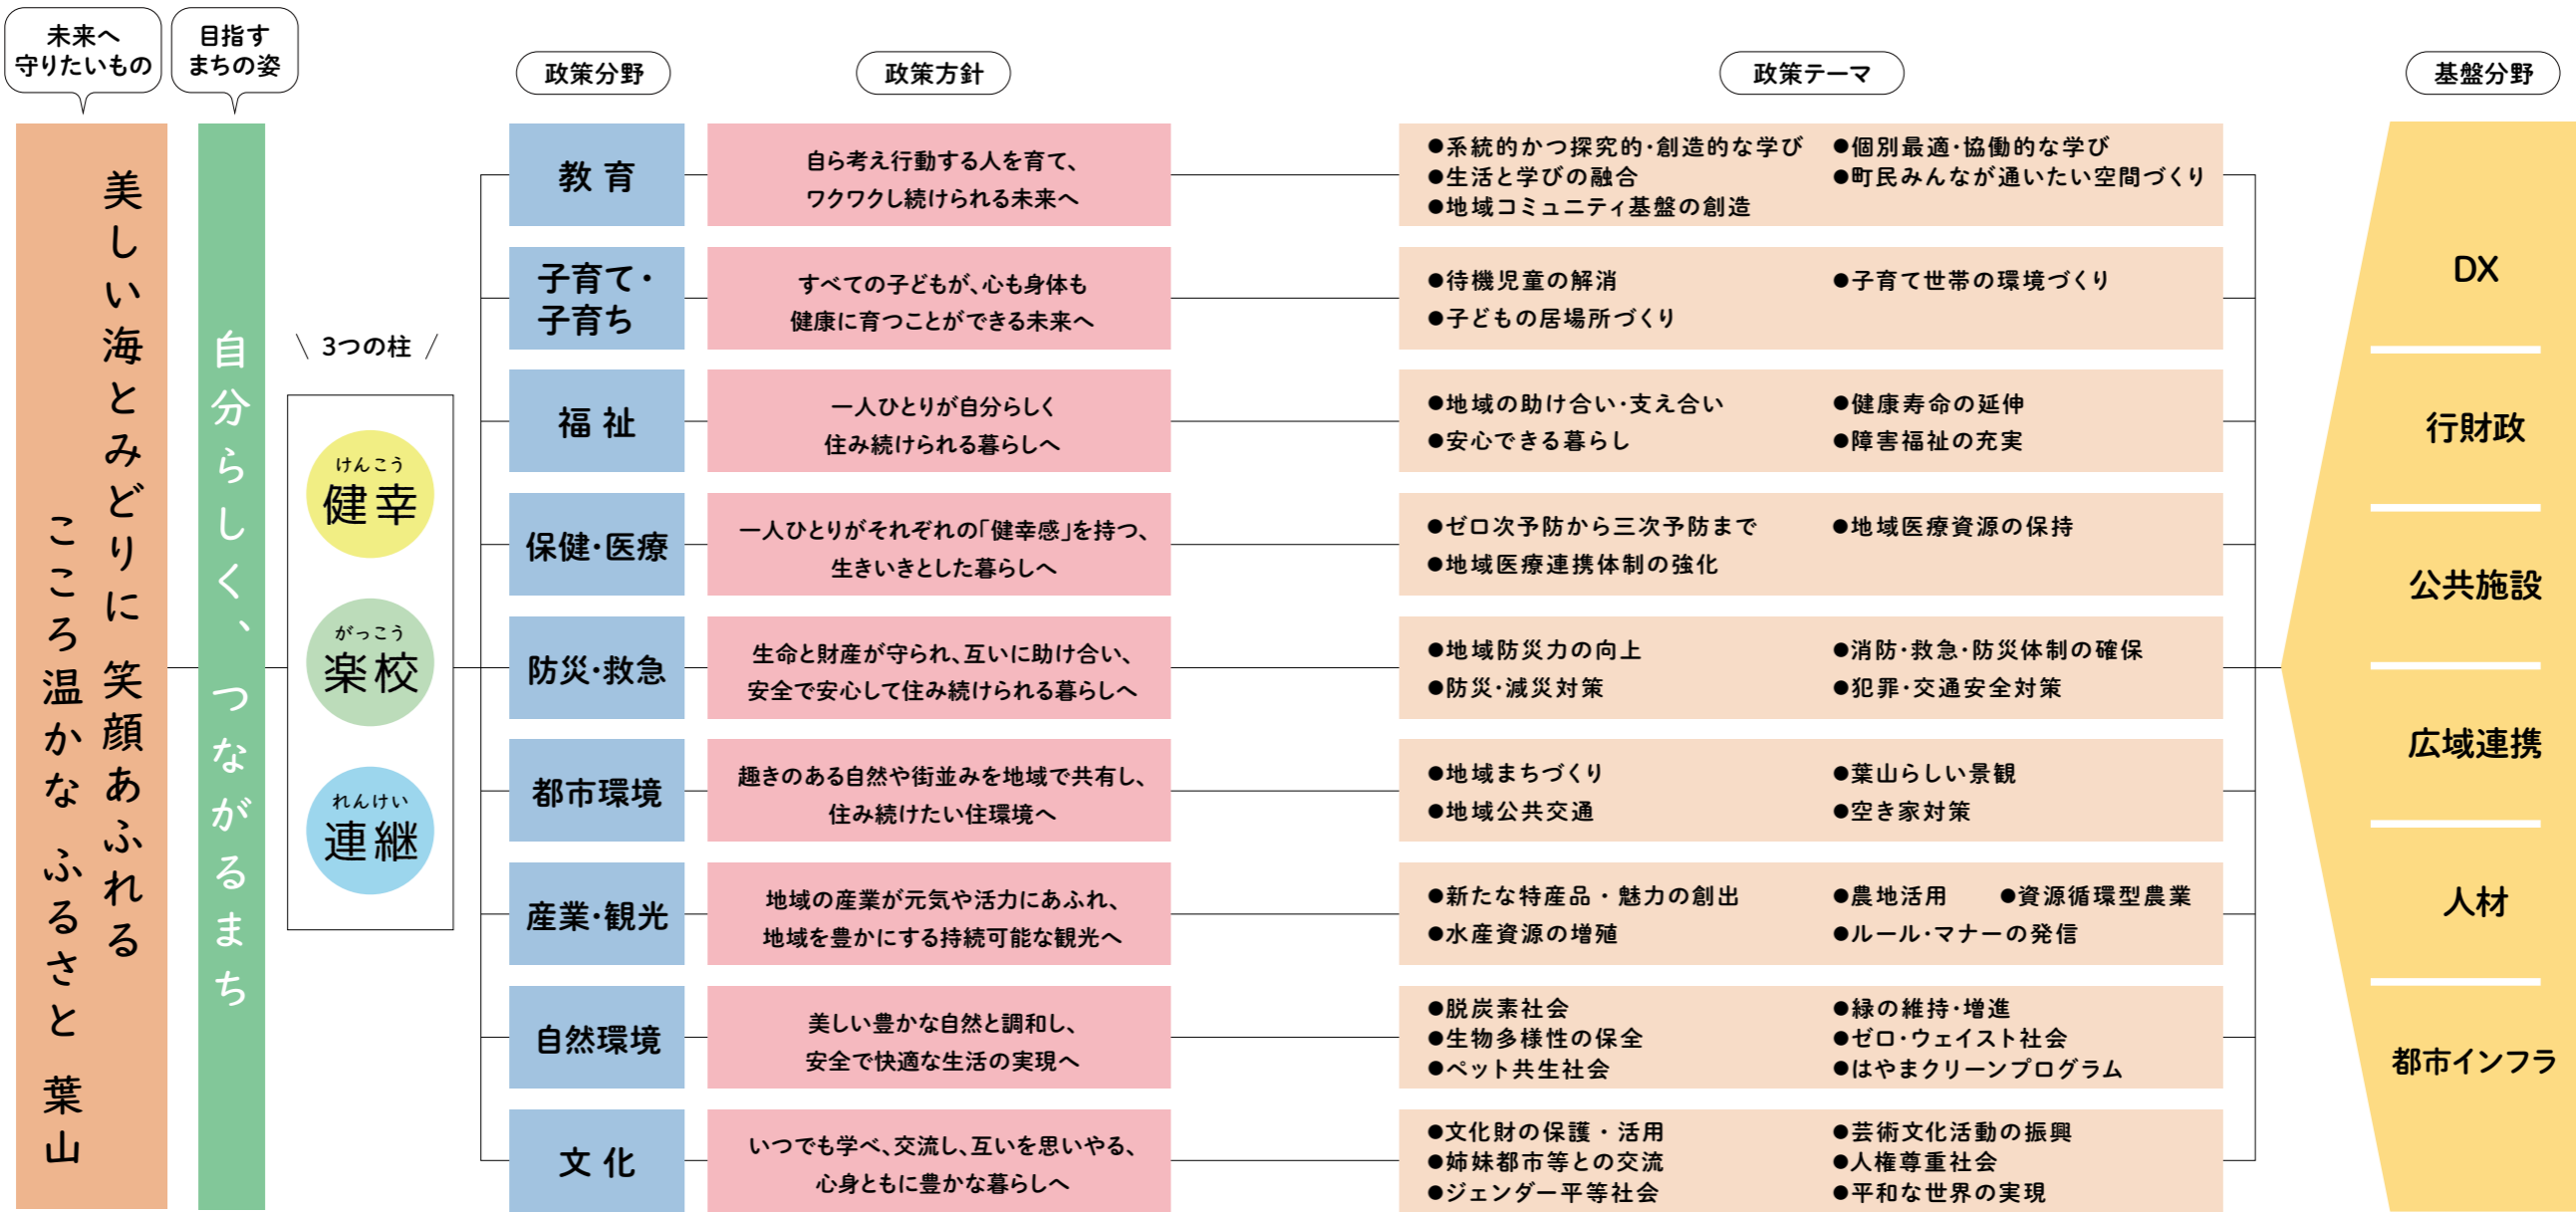 未来へ
守りたいもの
目指す
まちの姿
政策分野
政策方針
政策テーマ
基盤分野
美しい海とみどりに 笑顔あふれる
こころ温かな ふるさと 葉山
自分らしく、つながるまち
\ 3つの柱 /
けんこう
健幸
がっこう
楽校
れんけい
連継
教 育
自ら考え行動する人を育て、
ワクワクし続けられる未来へ
●系統的かつ探究的・創造的な学び ●個別最適・協働的な学び
●生活と学びの融合 ●町民みんなが通いたい空間づくり
●地域コミュニティ基盤の創造
子育て・
子育ち
すべての子どもが、心も身体も
健康に育つことができる未来へ
●待機児童の解消 ●子育て世帯の環境づくり
●子どもの居場所づくり
福 祉
一人ひとりが自分らしく
住み続けられる暮らしへ
●地域の助け合い・支え合い ●健康寿命の延伸
●安心できる暮らし ●障害福祉の充実
保健・医療
一人ひとりがそれぞれの「健幸感」を持つ、
生きいきとした暮らしへ
●ゼロ次予防から三次予防まで ●地域医療資源の保持
●地域医療連携体制の強化
防災・救急
生命と財産が守られ、互いに助け合い、
安全で安心して住み続けられる暮らしへ
●地域防災力の向上 ●消防・救急・防災体制の確保
●防災・減災対策 ●犯罪・交通安全対策
都市環境
趣きのある自然や街並みを地域で共有し、
住み続けたい住環境へ
●地域まちづくり ●葉山らしい景観
●地域公共交通 ●空き家対策
産業・観光
地域の産業が元気や活力にあふれ、
地域を豊かにする持続可能な観光へ
●新たな特産品・魅力の創出 ●農地活用 ●資源循環型農業
●水産資源の増殖 ●ルール・マナーの発信
自然環境
美しい豊かな自然と調和し、
安全で快適な生活の実現へ
●脱炭素社会 ●緑の維持・増進
●生物多様性の保全 ●ゼロ・ウェイスト社会
●ペット共生社会 ●はやまクリーンプログラム
文 化
いつでも学べ、交流し、互いを思いやる、
心身ともに豊かな暮らしへ
●文化財の保護・活用 ●芸術文化活動の振興
●姉妹都市等との交流 ●人権尊重社会
●ジェンダー平等社会 ●平和な世界の実現
DX
行財政
公共施設
広域連携
人材
都市インフラ